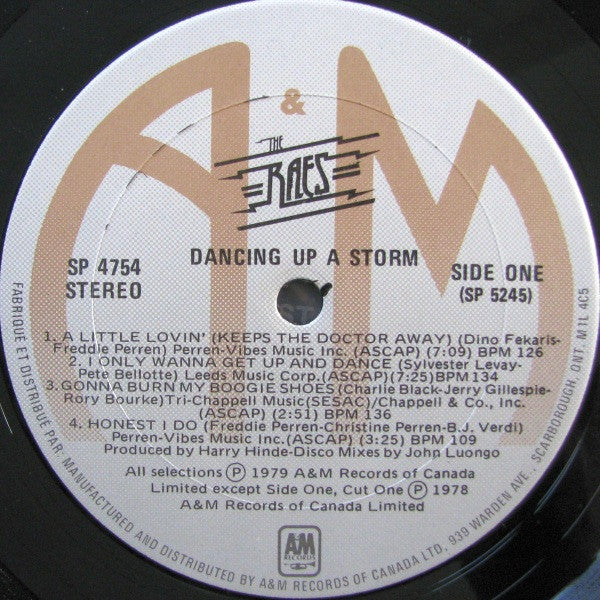 A & M
THE
RAES
DANCING UP A STORM
SP 4754
STEREO
SIDE ONE
(SP 5245)
1. A LITTLE LOVIN' (KEEPS THE DOCTOR AWAY) (Dino Fekaris-
Freddie Perren) Perren-Vibes Music Inc. (ASCAP) (7:09) BPM 126
2. I ONLY WANNA GET UP AND DANCE (Sylvester Levay-
Pete Bellotte) Leeds Music Corp.(ASCAP)(7:25)BPM134
3. GONNA BURN MY BOOGIE SHOES (Charlie Black-Jerry Gillespie-
Rory Bourke)Tri-Chappell Music(SESAC)/Chappell & Co., Inc.
(ASCAP) (2:51) BPM 136
4. HONEST I DO (Freddie Perren-Christine Perren-B.J. Verdi)
Perren-Vibes Music Inc.(ASCAP) (3:25) BPM 109
Produced by Harry Hinde-Disco Mixes by John Luongo
All selections ℗ 1979 A&M Records of Canada
Limited except Side One, Cut One ℗ 1978
A&M Records of Canada Limited
A&M
RECORDS
FABRIQUÉ ET DISTRIBUÉ PAR: MANUFACTURED AND DISTRIBUTED BY A&M RECORDS OF CANADA LTD, 939 WARDEN AVE., SCARBOROUGH, ONT. M1L 4C5